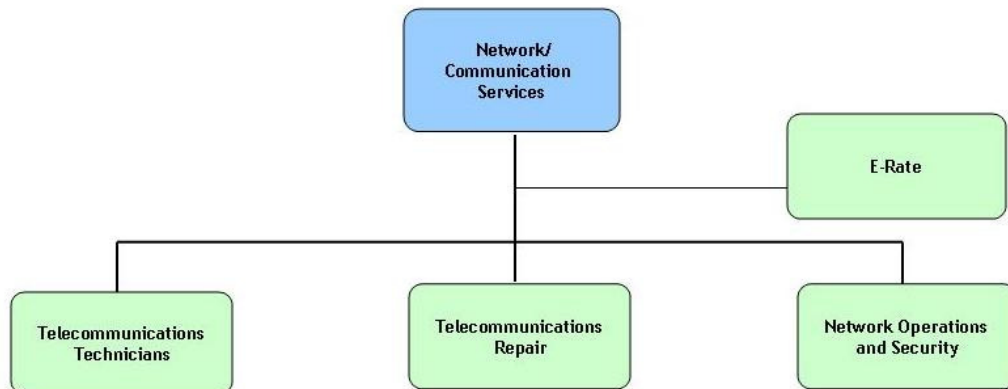 Network/
Communication
Services
E-Rate
Telecommunications
Technicians
Telecommunications
Repair
Network Operations
and Security